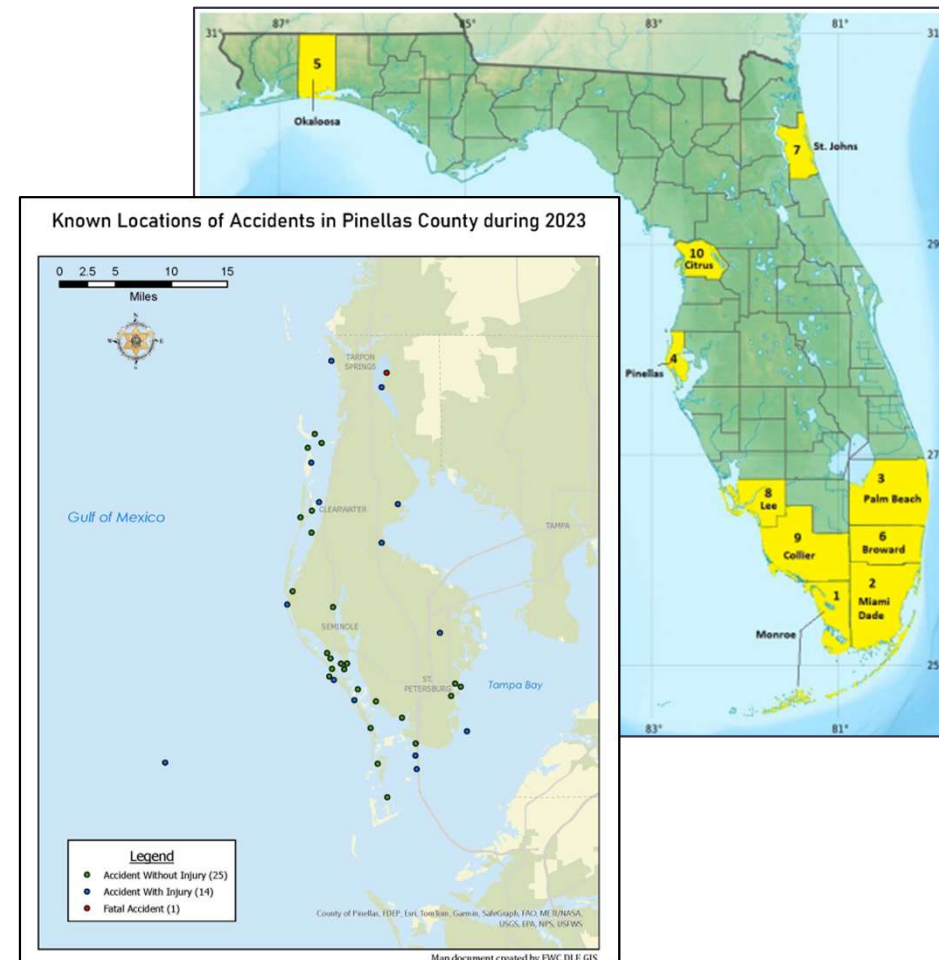 87°
85°
83°
81°
31°
31
5
Okaloosa
7
St. Johns
29
10
Citrus
4
Pinellas
27
3
Palm Beach
8
Lee
6
Broward
9
Collier
2
Miami
Dade
1
Monroe
25
83°
81°
Known Locations of Accidents in Pinellas County during 2023
0 2.5 5 10 15
Miles
N
W E
S
TARPON
SPRINGS
Gulf of Mexico
CLEARWATER
TAMPA
SEMINOLE
ST.
PETERSBURG
Tampa Bay
Legend
Accident Without Injury (25)
Accident With Injury (14)
Fatal Accident (1)
County of Pinellas, FDEP, Esri, TomTom, Garmin, SafeGraph, FAO, METI/NASA,
USGS, EPA, NPS, USFWS
Map document created by FWC DLE GIS